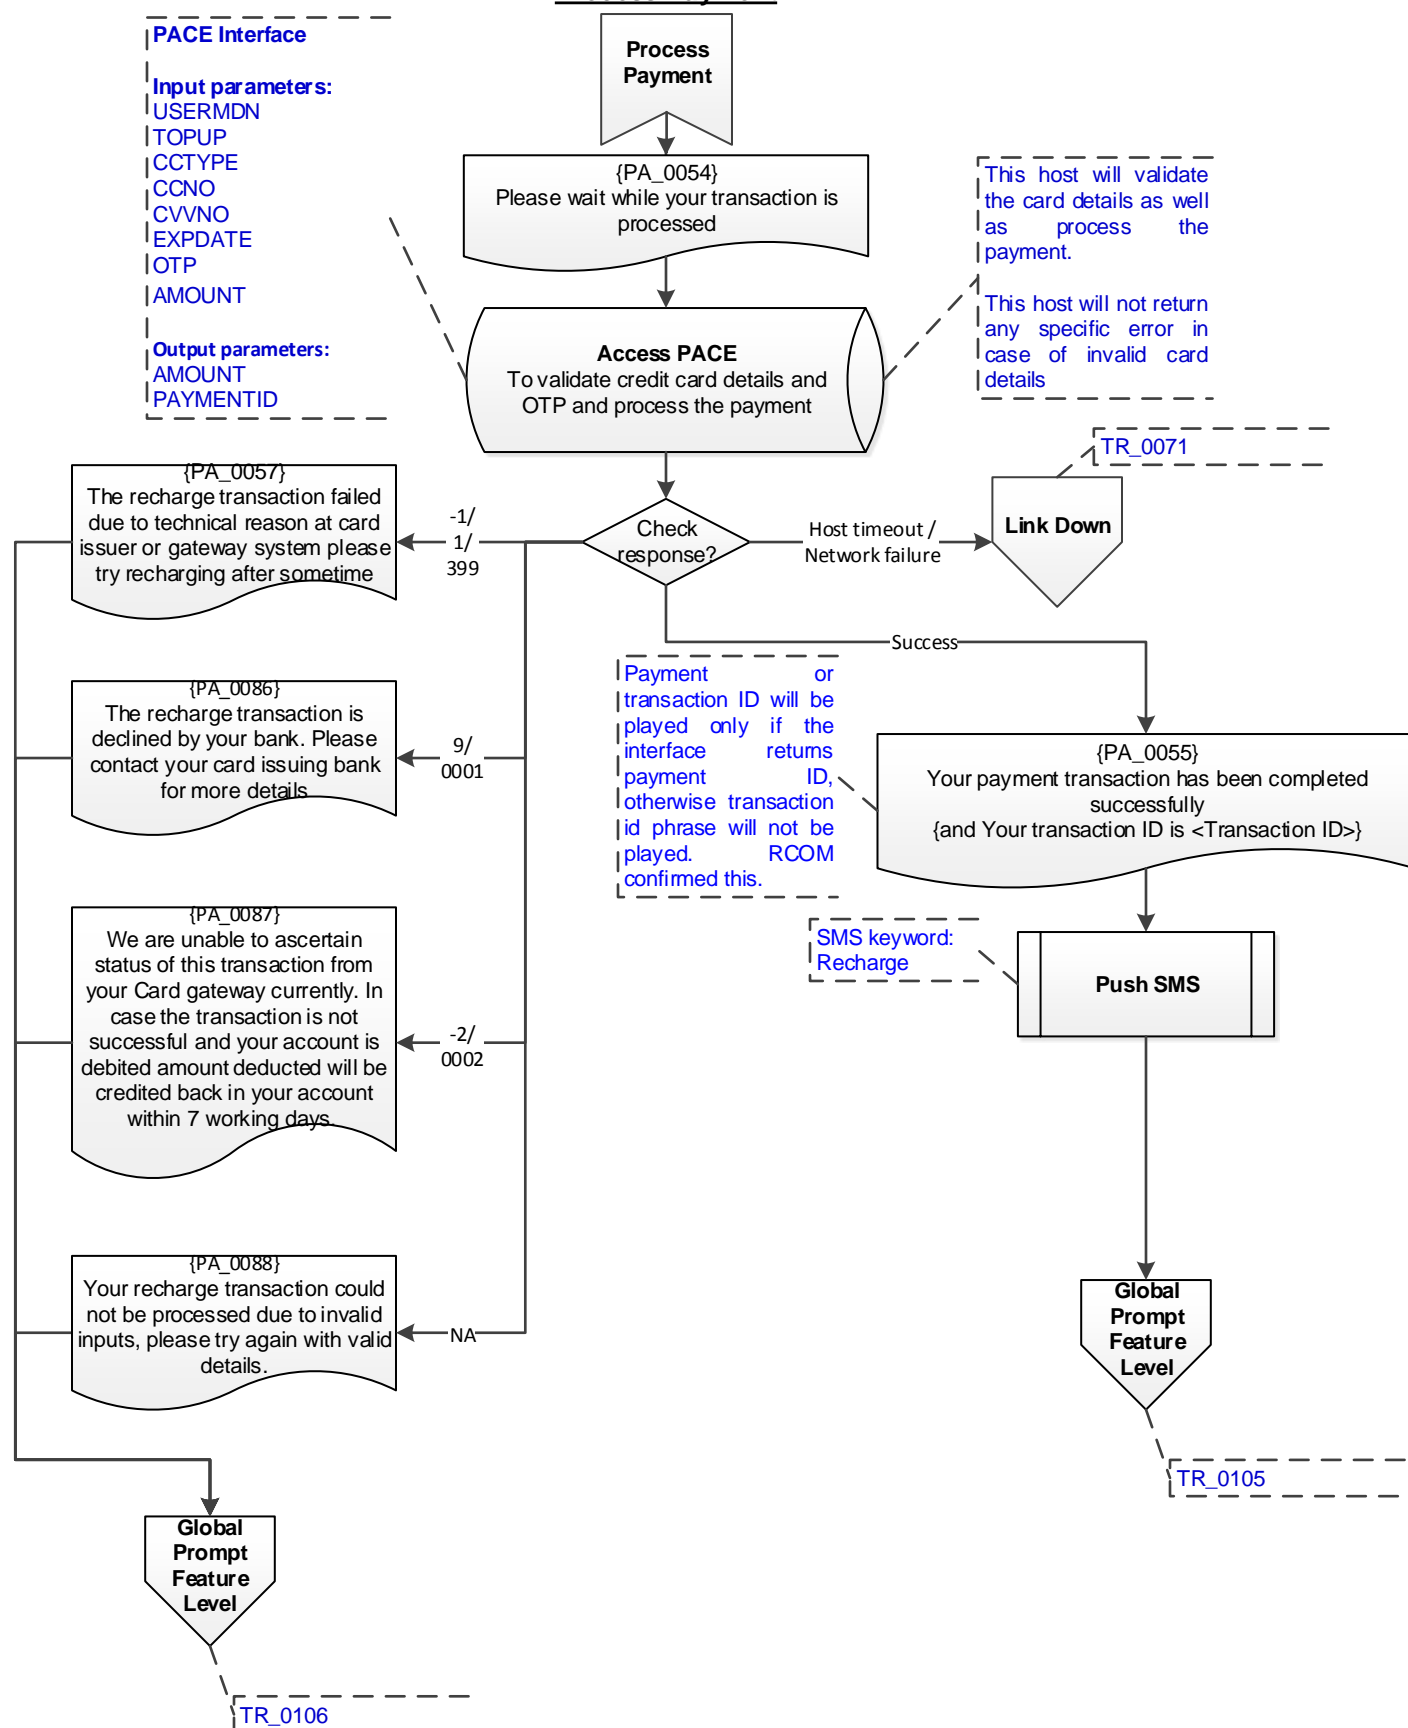 PACE Interface
Input parameters:
USERMDN
TOPUP
CCTYPE
CCNO
CVVNO
EXPDATE
OTP
AMOUNT
Output parameters:
AMOUNT
PAYMENTID
Process
Payment
{PA_0054}
Please wait while your transaction is
processed
This host will validate
the card details as well
as process the
payment.
This host will not return
any specific error in
case of invalid card
details
Access PACE
To validate credit card details and
OTP and process the payment
TR_0071
Link Down
Check
response?
Host timeout /
Network failure
-1/
1/
399
{PA_0057}
The recharge transaction failed
due to technical reason at card
issuer or gateway system please
try recharging after sometime
Success
9/
0001
{PA_0086}
The recharge transaction is
declined by your bank. Please
contact your card issuing bank
for more details
Payment or
transaction ID will be
played only if the
interface returns
payment ID,
otherwise transaction
id phrase will not be
played. RCOM
confirmed this.
{PA_0055}
Your payment transaction has been completed
successfully
{and Your transaction ID is <Transaction ID>}
{PA_0087}
We are unable to ascertain
status of this transaction from
your Card gateway currently. In
case the transaction is not
successful and your account is
debited amount deducted will be
credited back in your account
within 7 working days.
-2/
0002
SMS keyword:
Recharge
Push SMS
{PA_0088}
Your recharge transaction could
not be processed due to invalid
inputs, please try again with valid
details.
NA
Global
Prompt
Feature
Level
TR_0105
Global
Prompt
Feature
Level
TR_0106